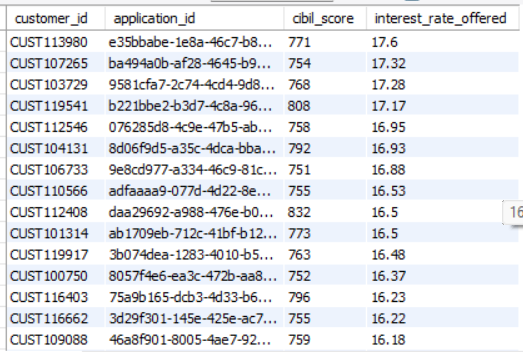 customer_id application_id cibil_score interest_rate_offered
CUST113980 e35bbabe-1e8a-46c7-b8... 771 17.6
CUST107265 ba494a0b-af28-4645-b9... 754 17.32
CUST103729 9581cfa7-2c74-4cd4-9d8... 768 17.28
CUST119541 b221bbe2-b3d7-4c8a-96... 808 17.17
CUST112546 076285d8-4c9e-47b5-ab... 758 16.95
CUST104131 8d06f9d5-a35c-4dca-bba... 792 16.93
CUST106733 9e8cd977-a334-46c9-81c... 751 16.88
CUST110566 adfaaaa9-077d-4d22-8e... 755 16.53
CUST112408 daa29692-a988-476e-b0... 832 16.5
16
CUST101314 ab1709eb-712c-41bf-b12... 773 16.5
CUST119917 3b074dea-1283-4010-b5... 763 16.48
CUST100750 8057f4e6-ea3c-472b-aa8... 752 16.37
CUST116403 75a9b165-dcb3-4d33-b6... 796 16.23
CUST116662 3d29f301-145e-425e-ac7... 755 16.22
CUST109088 46a8f901-8005-4ae7-92... 759 16.18